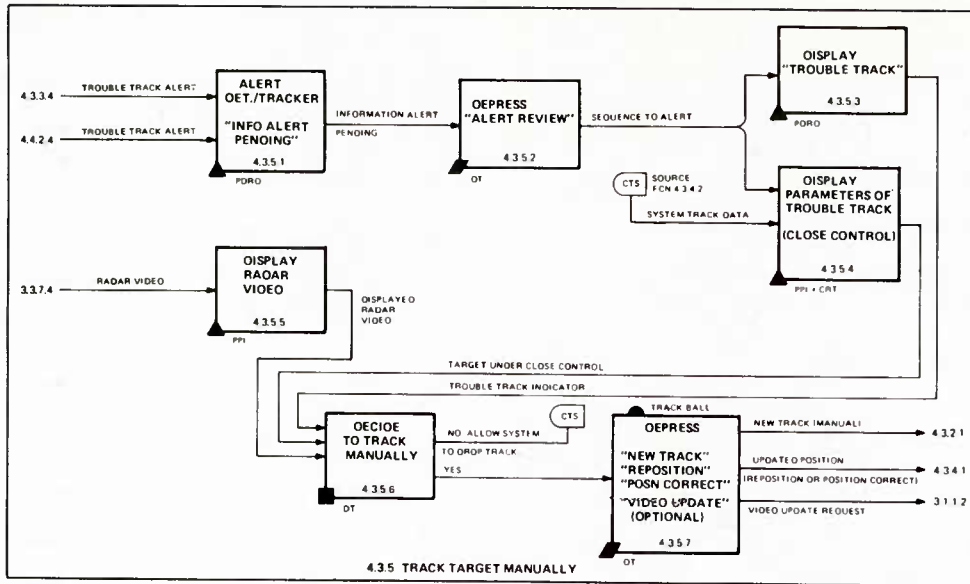 4.3.3.4
TROUBLE TRACK ALERT
4.4.2.4
TROUBLE TRACK ALERT
ALERT
OET./TRACKER
"INFO ALERT
PENDING"
4.3.5.1
PDRO
INFORMATION ALERT
PENDING
OEPRESS
"ALERT REVIEW"
4.3.5.2
OT
SEQUENCE TO ALERT
OISPLAY
"TROUBLE TRACK"
4.3.5.3
PDRO
CTS
SOURCE
FCN 4.3.4.2
SYSTEM TRACK DATA
OISPLAY
PARAMETERS OF
TROUBLE TRACK
(CLOSE CONTROL)
4.3.5.4
PPI + CRT
3.3.7.4
RADAR VIDEO
OISPLAY
RAOAR
VIOEO
4.3.5.5
PPI
OISPLAYEO
RADAR
VIDEO
TARGET UNDER CLOSE CONTROL
TROUBLE TRACK INDICATOR
OECIOE
TO TRACK
MANUALLY
4.3.5.6
DT
NO. ALLOW SYSTEM
TO DROP TRACK
CTS
YES
TRACK BALL
OEPRESS
"NEW TRACK"
"REPOSITION"
"POSN CORRECT"
"VIDEO UPDATE"
(OPTIONAL)
4.3.5.7
OT
NEW TRACK (MANUAL)
4.3.2.1
UPDATED POSITION
(REPOSITION OR POSITION CORRECT)
4.3.4.1
VIDEO UPDATE REQUEST
3.1.1.2
4.3.5 TRACK TARGET MANUALLY